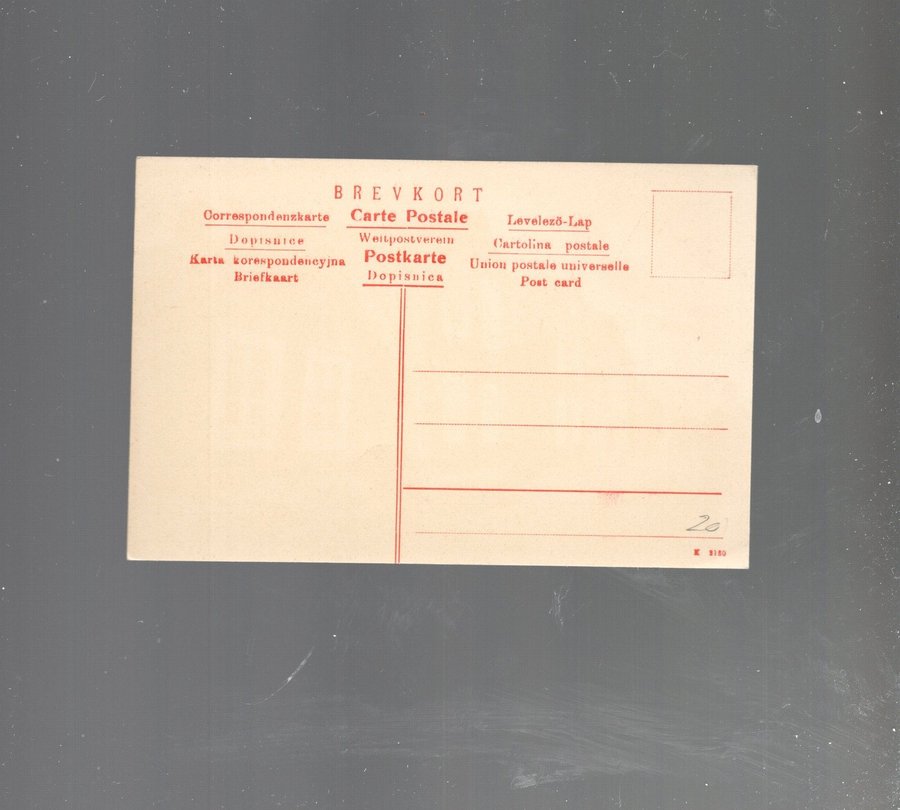 BREVKORT
Correspondenzkarte Carte Postale Levelező-Lap
Dopisnice Weltpostverein Cartolina postale
Karta korespondencyjna Postkarte Union postale universelle
Briefkaart Dopisnica Post card
20
K 2150